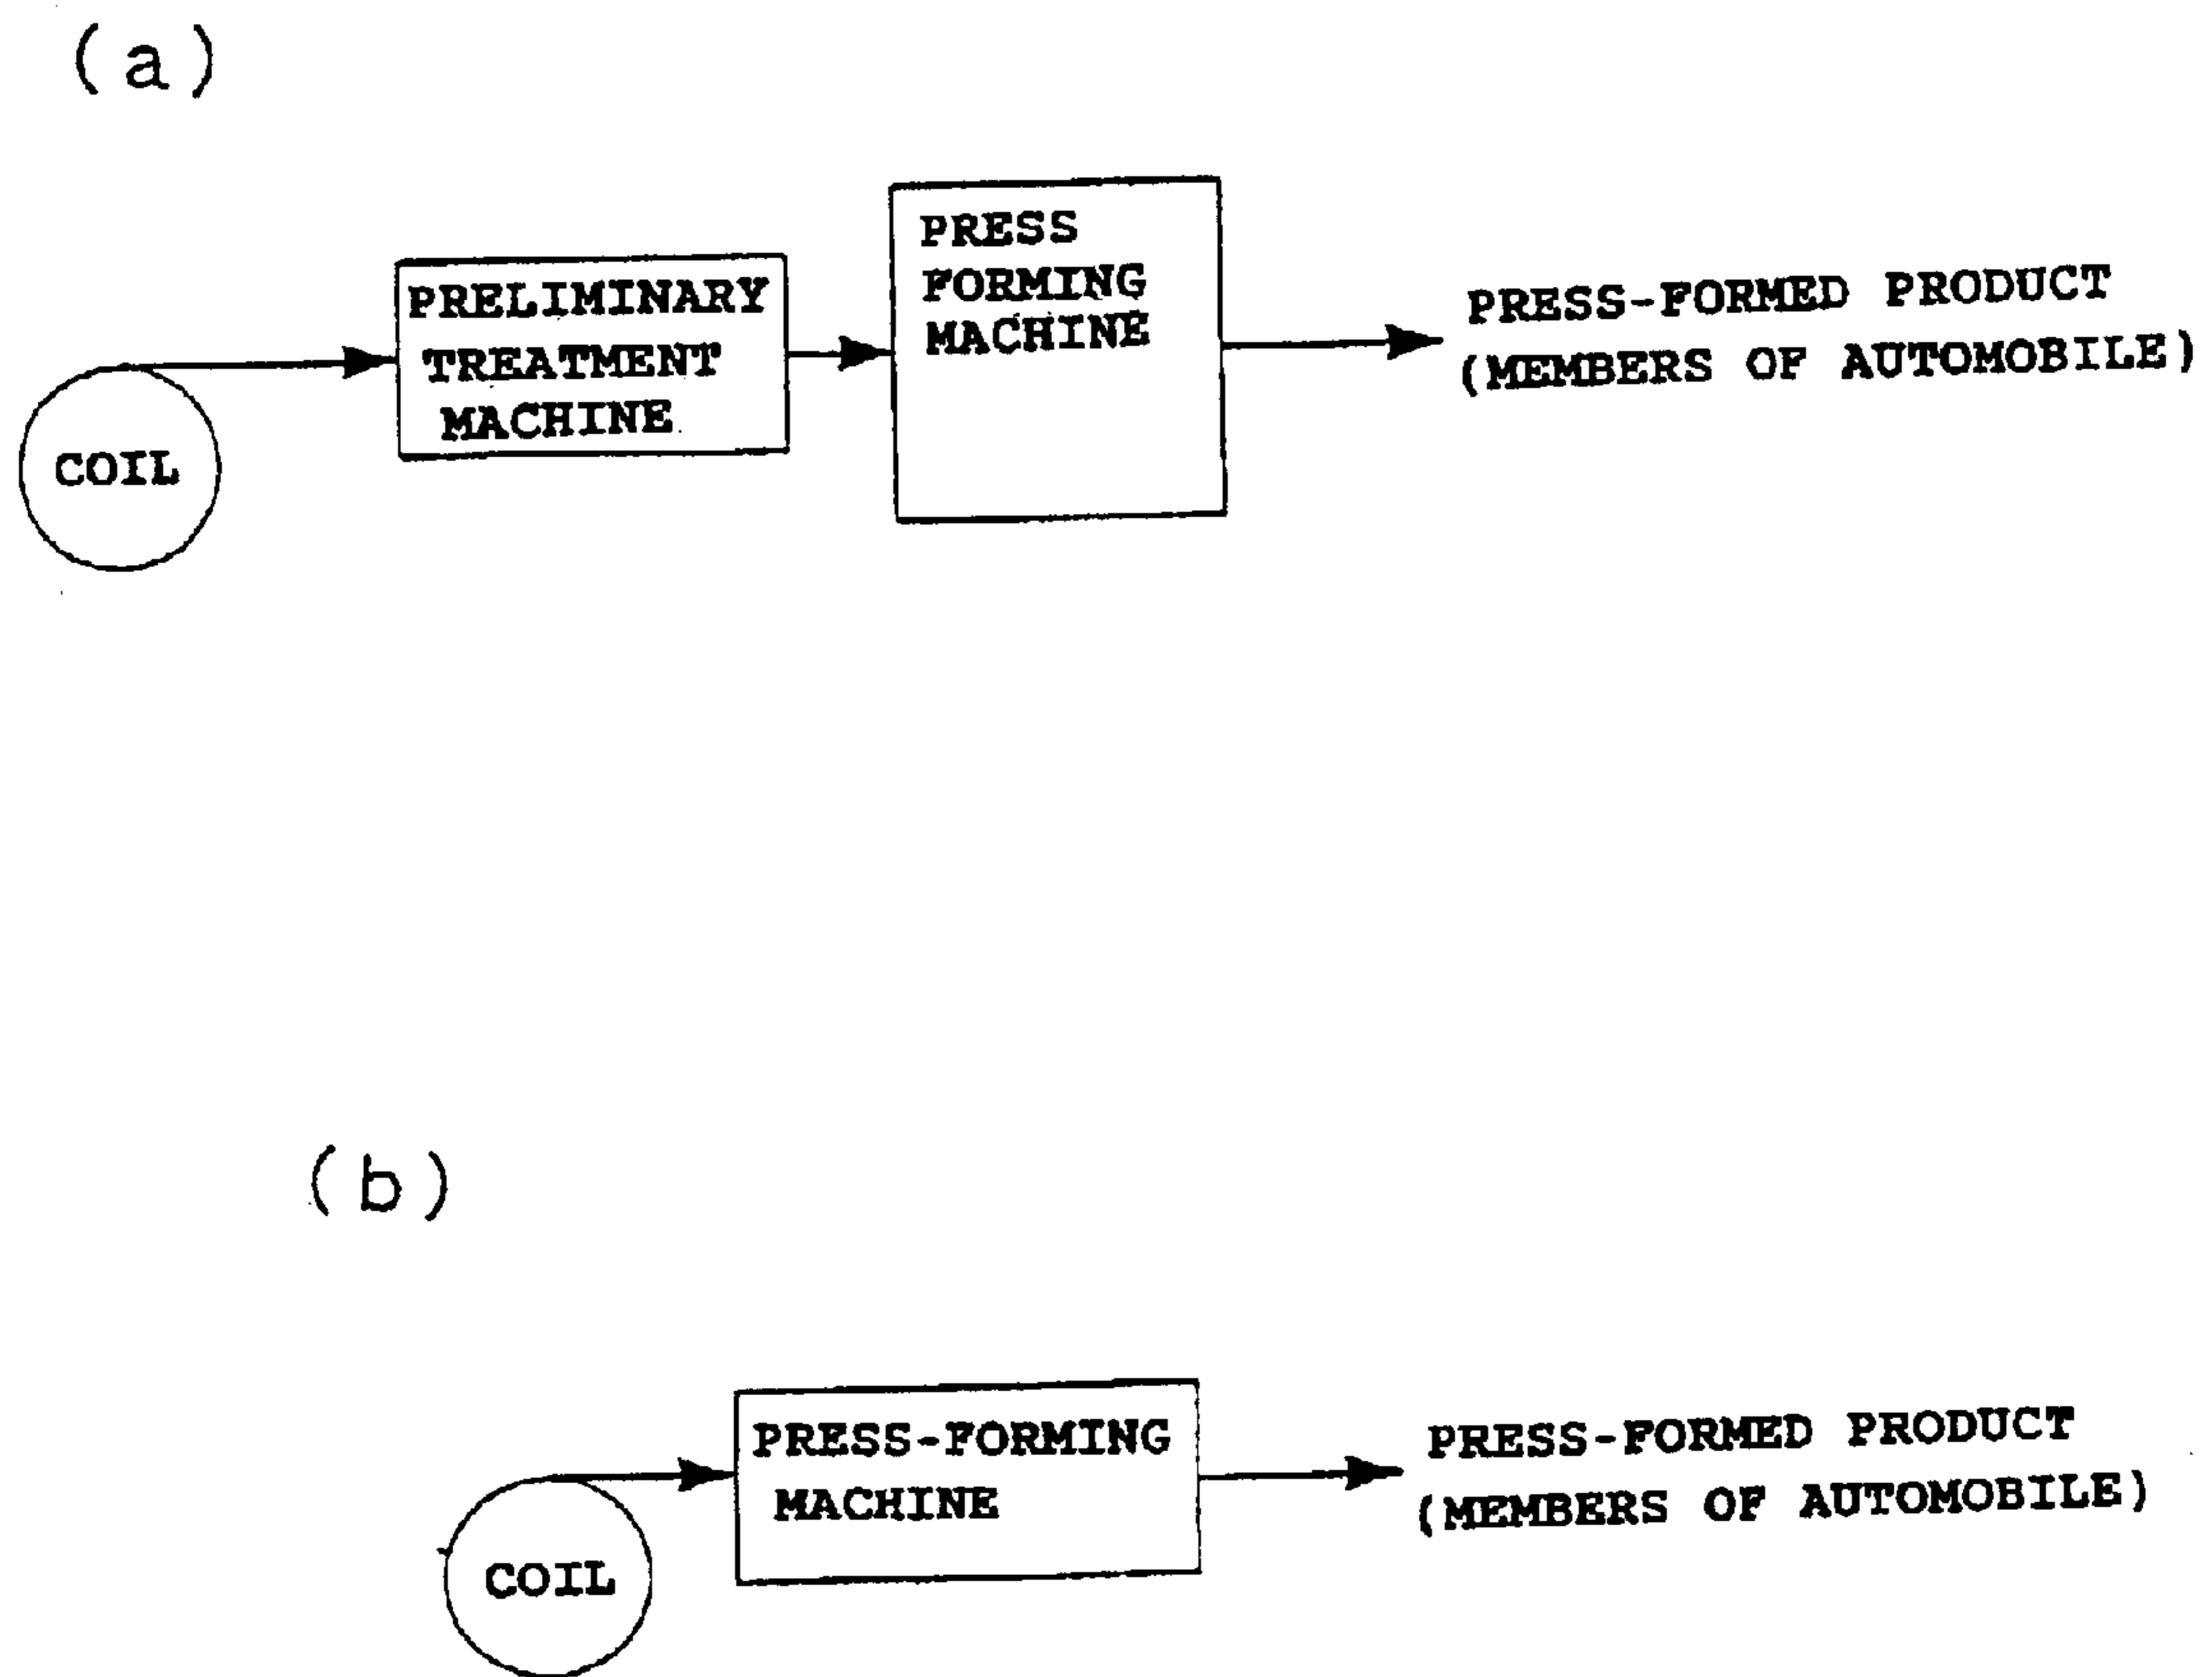 (a)
COIL
PRELIMINARY
TREATMENT
MACHINE
PRESS
FORMING
MACHINE
PRESS-FORMED PRODUCT
(MEMBERS OF AUTOMOBILE)
(b)
COIL
PRESS-FORMING
MACHINE
PRESS-FORMED PRODUCT
(MEMBERS OF AUTOMOBILE)